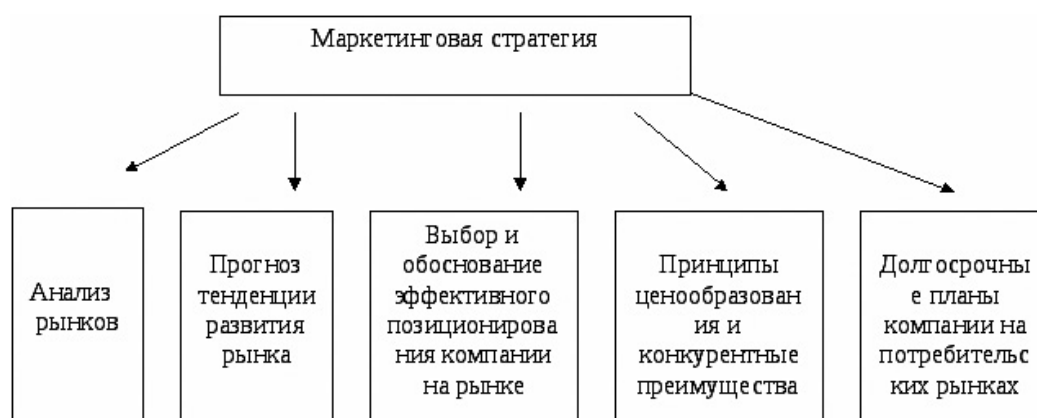 Маркетинговая стратегия
Анализ
рынков
Прогноз
тенденции
развития
рынка
Выбор и
обоснование
эффективного
позиционирова
ния компании
на рынке
Принципы
ценообразован
ия и
конкурентные
преимущества
Долгосрочны
е планы
компании на
потребительс
ких рынках